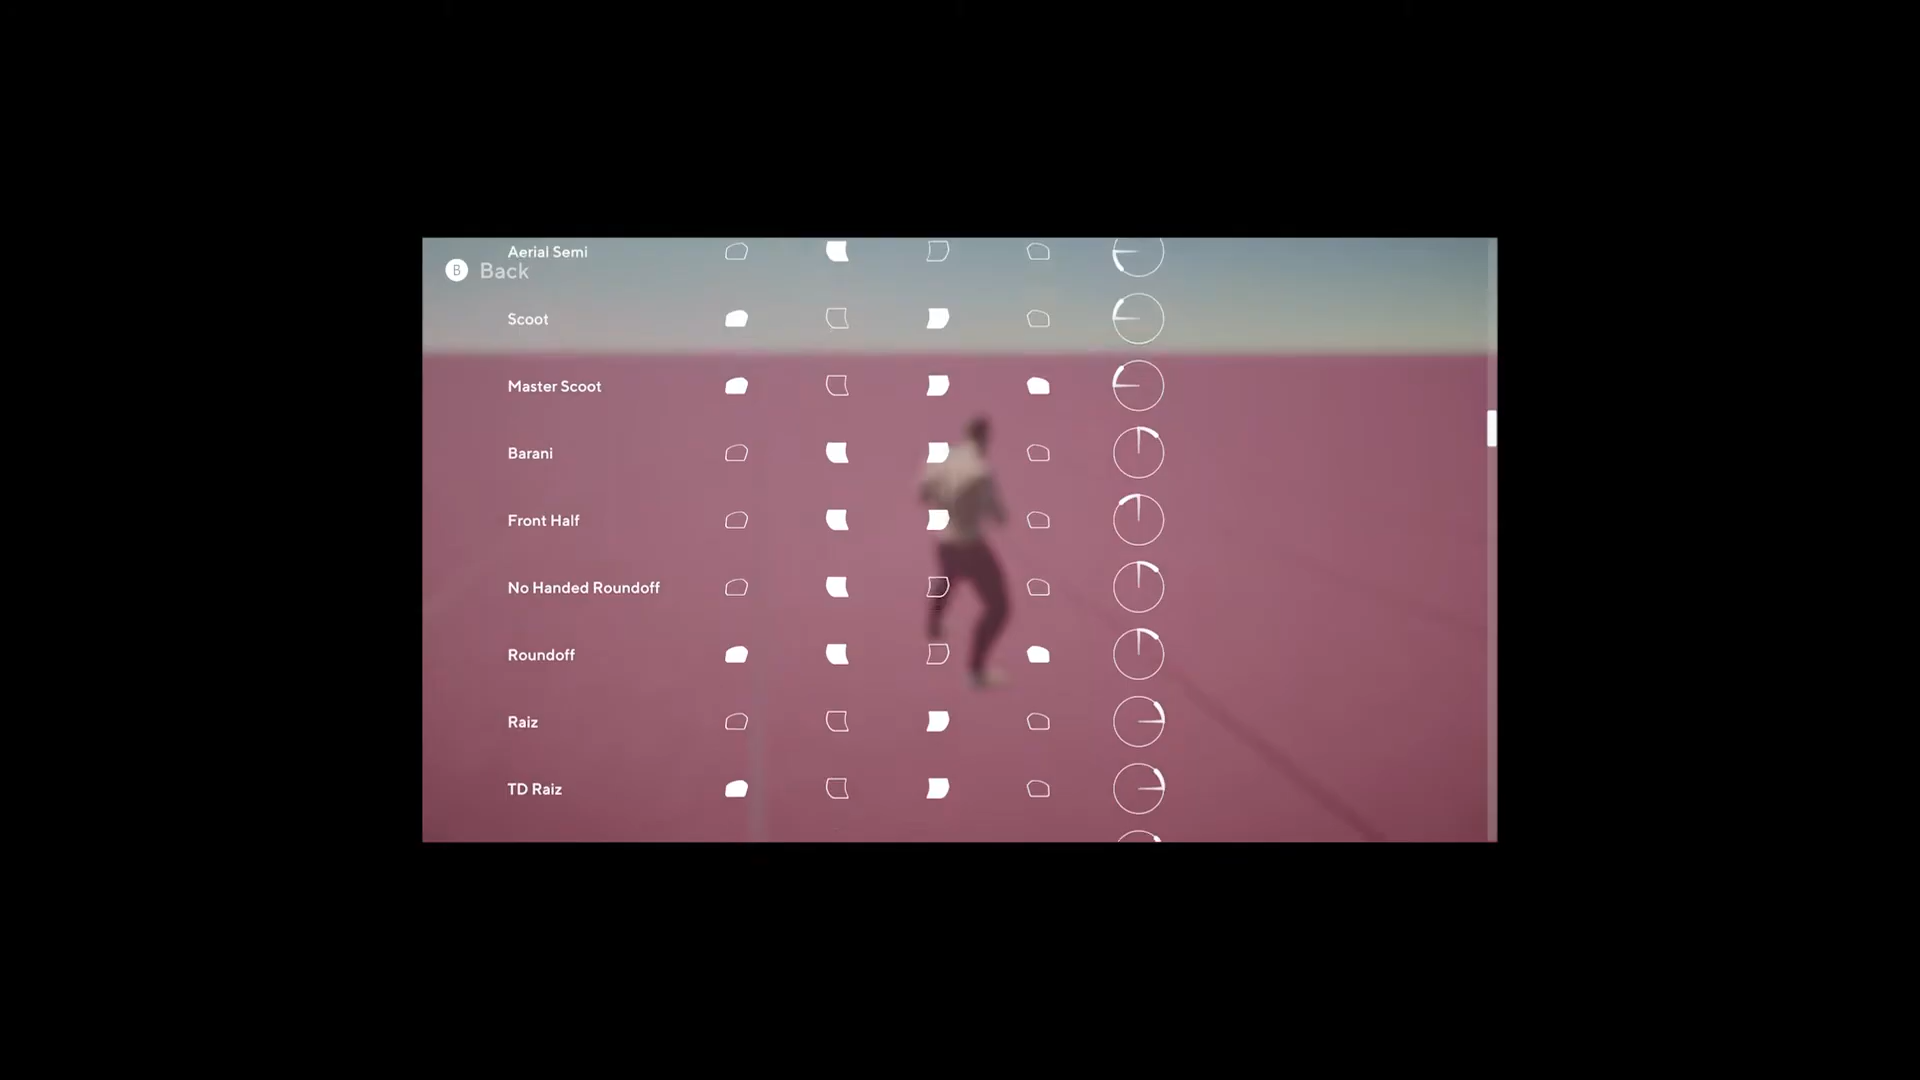 Aerial Semi
B Back
Scoot
Master Scoot
Barani
Front Half
No Handed Roundoff
Roundoff
Raiz
TD Raiz